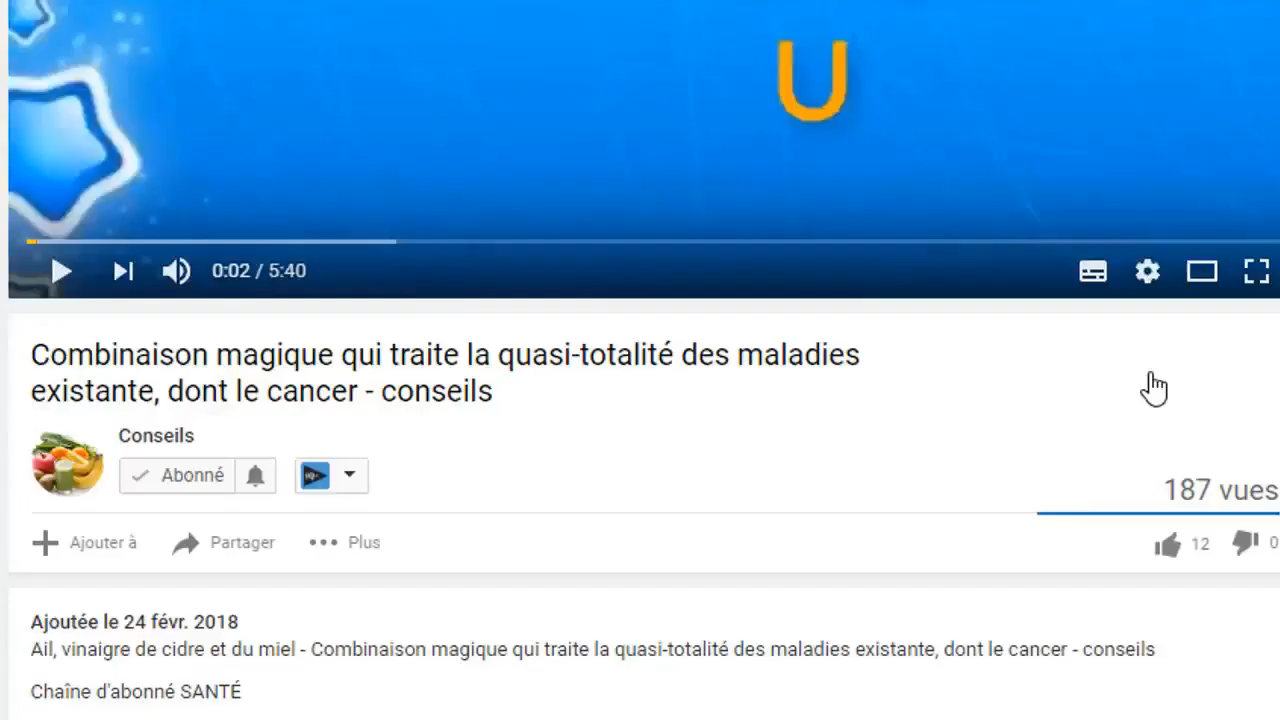 U
0:02 / 5:40
Combinaison magique qui traite la quasi-totalité des maladies
existante, dont le cancer - conseils
Conseils
Abonné
187 vues
Ajouter à
Partager
Plus
12
0
Ajoutée le 24 févr. 2018
Ail, vinaigre de cidre et du miel - Combinaison magique qui traite la quasi-totalité des maladies existante, dont le cancer - conseils
Chaîne d'abonné SANTÉ